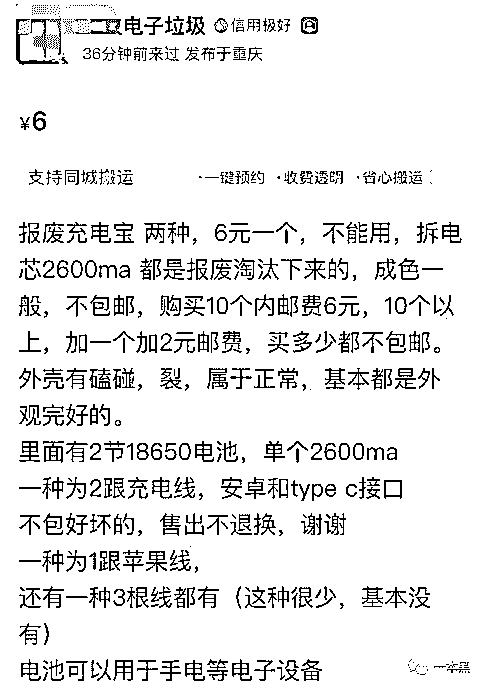 电子垃圾 信用极好
36分钟前来过 发布于重庆
¥6
支持同城搬运 ·一键预约 ·收费透明 ·省心搬运
报废充电宝 两种，6元一个，不能用，拆电
芯2600ma 都是报废淘汰下来的，成色一
般，不包邮，购买10个内邮费6元，10个以
上，加一个加2元邮费，买多少都不包邮。
外壳有磕碰，裂，属于正常，基本都是外
观完好的。
里面有2节18650电池，单个2600ma
一种为2跟充电线，安卓和type c接口
不包好坏的，售出不退换，谢谢
一种为1跟苹果线，
还有一种3根线都有（这种很少，基本没
有）
电池可以用于手电等电子设备
一本黑